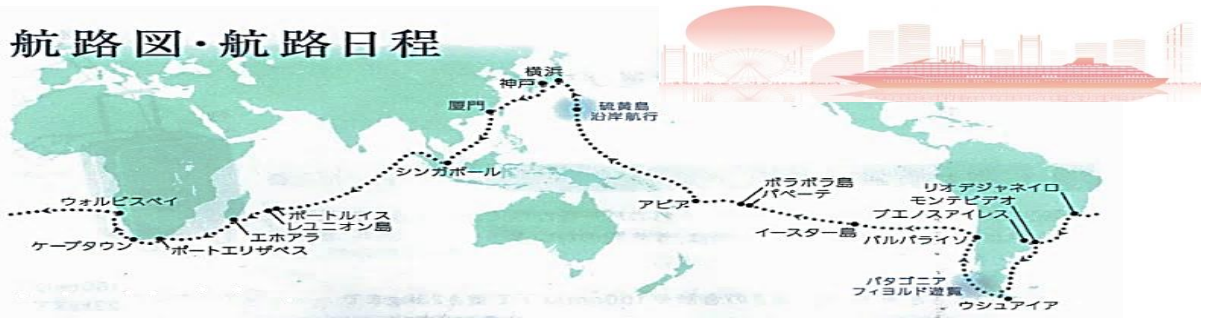 航路図・航路日程
横浜
神戸
厦門
硫黄島
沿岸航行
シンガポール
ウォルビスベイ
ケープタウン
ポートルイス
レユニオン島
エホアラ
ポートエリザベス
アピア
ボラボラ島
パペーテ
イースター島
リオデジャネイロ
モンテビデオ
ブエノスアイレス
バルパライソ
パタゴニア
フィヨルド遊覧
ウシュアイア